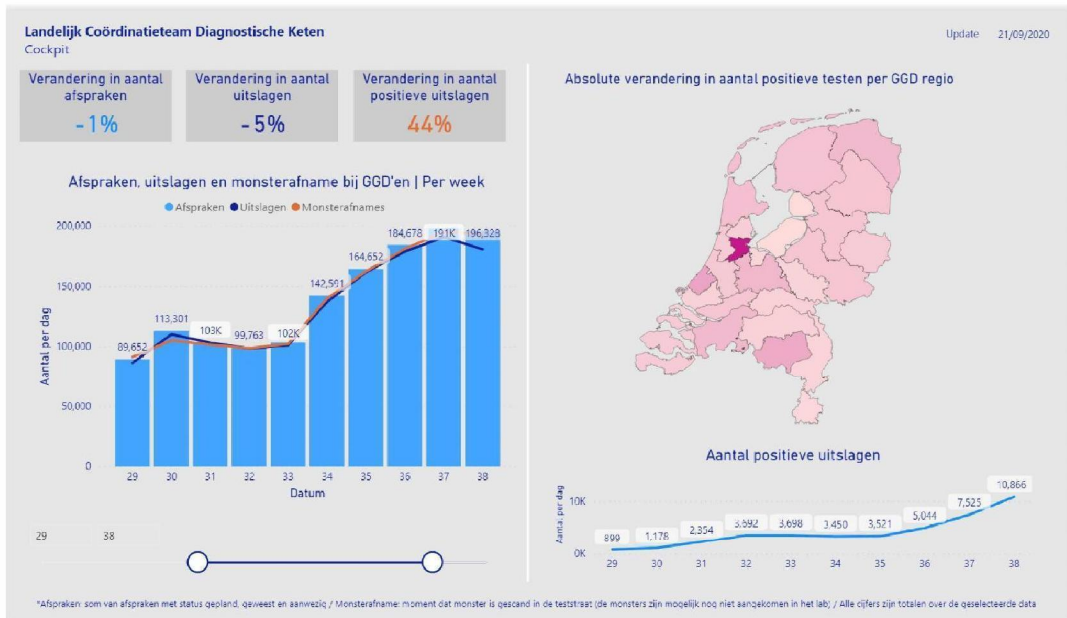 Landelijk Coördinatieteam Diagnostische Keten
Cockpit
Update 21/09/2020
Verandering in aantal
afspraken
-1%
Verandering in aantal
uitslagen
-5%
Verandering in aantal
positieve uitslagen
44%
Afspraken, uitslagen en monsterafname bij GGD'en | Per week
Afspraken Uitslagen Monsterafnames
Aantal per dag
200,000
150,000
100,000
50,000
0
89,652
113,301
103K
99,763
102K
142,591
164,652
184,678
191K
196,328
29 30 31 32 33 34 35 36 37 38
Datum
29 38
Absolute verandering in aantal positieve testen per GGD regio
Aantal positieve uitslagen
Aantal per dag
10K
0K
899
1,178
2,354
3,692
3,698
3,450
3,521
5,044
7,525
10,866
29 30 31 32 33 34 35 36 37 38
*Afspraken: som van afspraken met status gepland, geweest en aanwezig / Monsterafname: moment dat monster is gescand in de teststraat (de monsters zijn mogelijk nog niet aangekomen in het lab) / Alle cijfers zijn totalen over de geselecteerde data